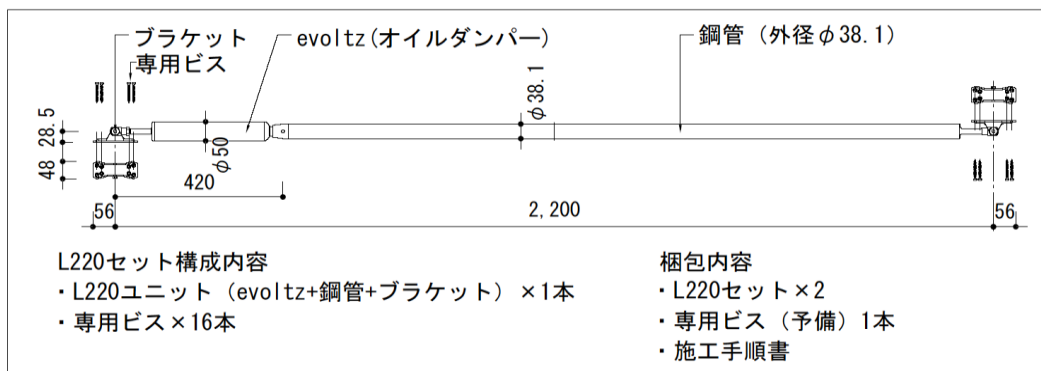 ブラケット
専用ビス
evoltz(オイルダンパー)
鋼管（外径φ38.1）
φ38.1
28.5
48
φ50
420
56
2,200
56
L220セット構成内容
・L220ユニット（evoltz+鋼管+ブラケット）×1本
・専用ビス×16本
梱包内容
・L220セット×2
・専用ビス（予備）1本
・施工手順書